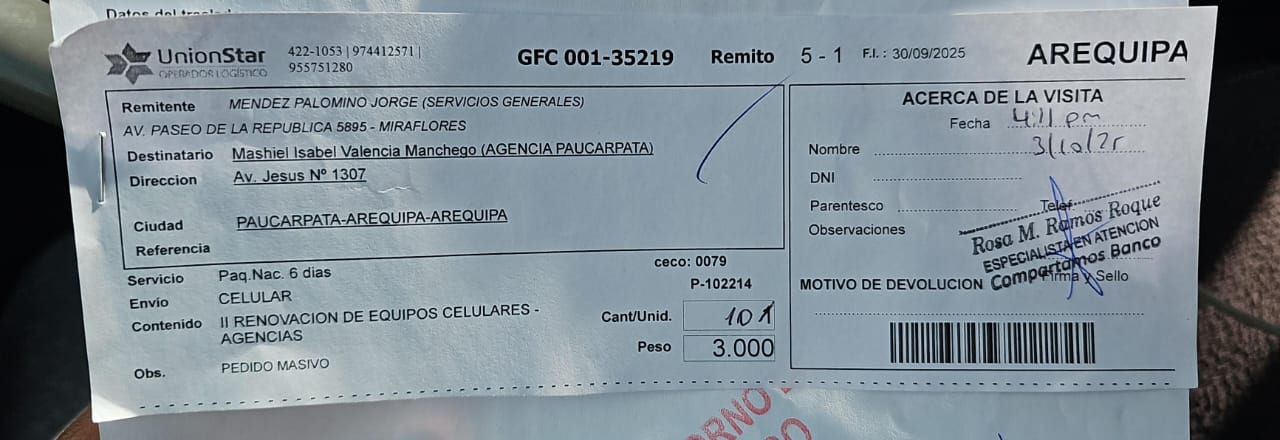 Datos del
UnionStar
OPERADOR LOGÍSTICO
422-1053 | 974412571 |
955751280
GFC 001-35219
Remito 5 - 1
F.I. : 30/09/2025
AREQUIPA
Remitente MENDEZ PALOMINO JORGE (SERVICIOS GENERALES)
AV. PASEO DE LA REPUBLICA 5895 - MIRAFLORES
Destinatario Mashiel Isabel Valencia Manchego (AGENCIA PAUCARPATA)
Direccion Av. Jesus Nº 1307
Ciudad PAUCARPATA-AREQUIPA-AREQUIPA
Referencia
Servicio Paq.Nac. 6 dias
Envío CELULAR
Contenido II RENOVACION DE EQUIPOS CELULARES -
AGENCIAS
Obs. PEDIDO MASIVO
ceco: 0079
P-102214
Cant/Unid. 10 1
Peso 3.000
ACERCA DE LA VISITA
Fecha 4:11 pm
3/10/25
Nombre
DNI
Parentesco Telef
Observaciones
Rosa M. Ramos Roque
ESPECIALISTA EN ATENCION
Compartamos Banco
MOTIVO DE DEVOLUCION Firma y Sello